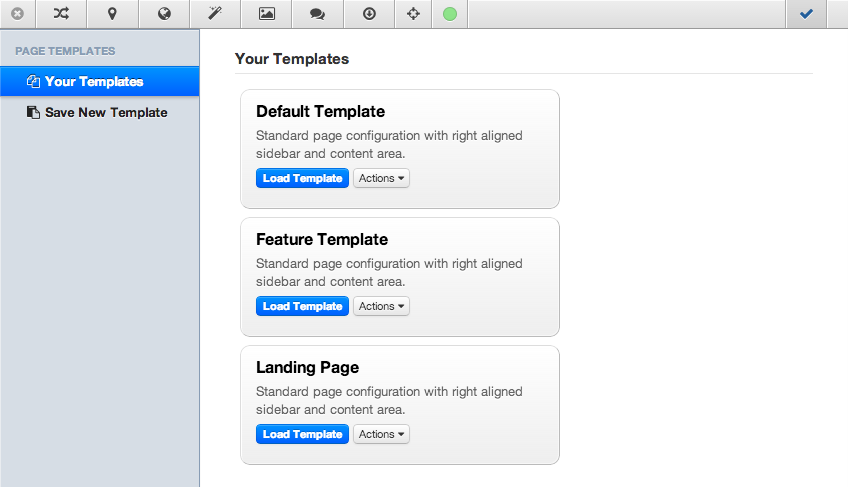 PAGE TEMPLATES
Your Templates
Save New Template
Your Templates
Default Template
Standard page configuration with right aligned
sidebar and content area.
Load Template Actions
Feature Template
Standard page configuration with right aligned
sidebar and content area.
Load Template Actions
Landing Page
Standard page configuration with right aligned
sidebar and content area.
Load Template Actions